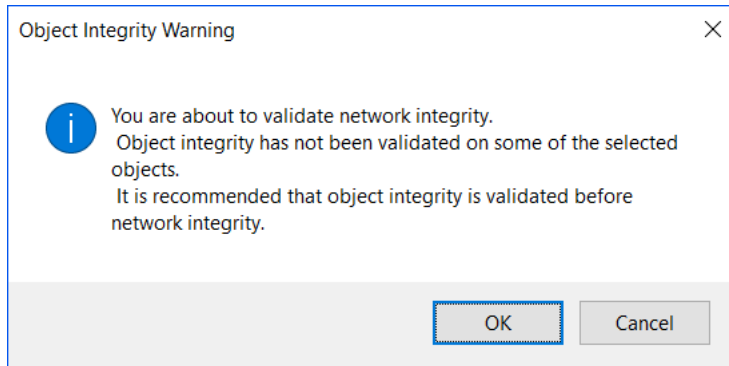 Object Integrity Warning
You are about to validate network integrity.
Object integrity has not been validated on some of the selected
objects.
It is recommended that object integrity is validated before
network integrity.
OK
Cancel